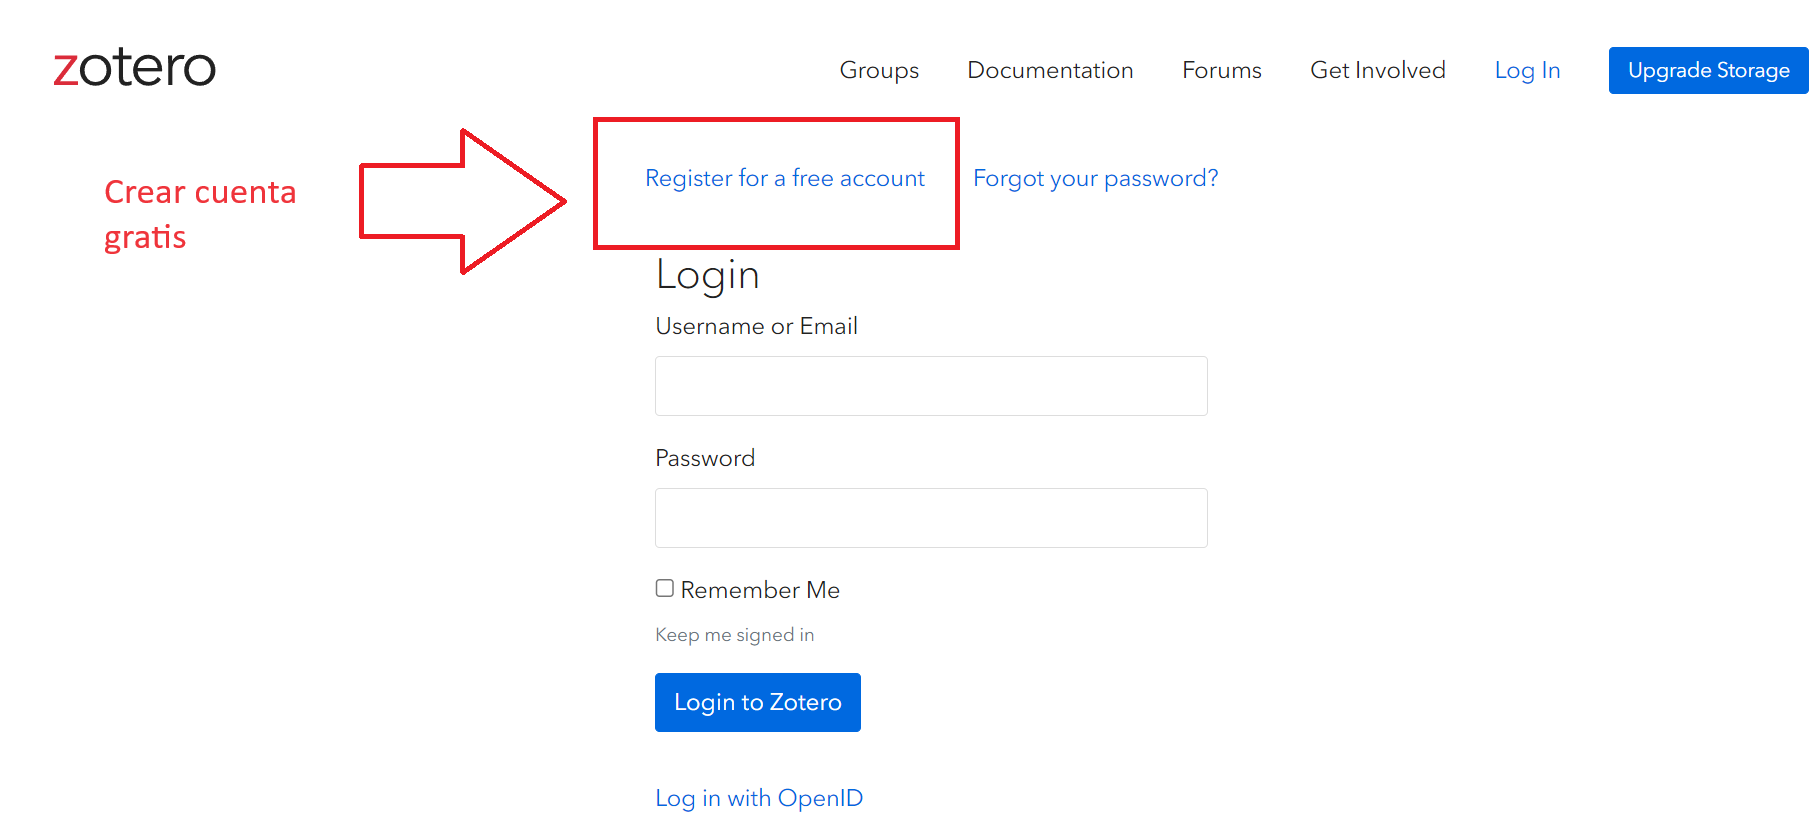 zotero
Groups Documentation Forums Get Involved Log In Upgrade Storage
Register for a free account Forgot your password?
Crear cuenta
gratis
Login
Username or Email
Password
Remember Me
Keep me signed in
Login to Zotero
Log in with OpenID